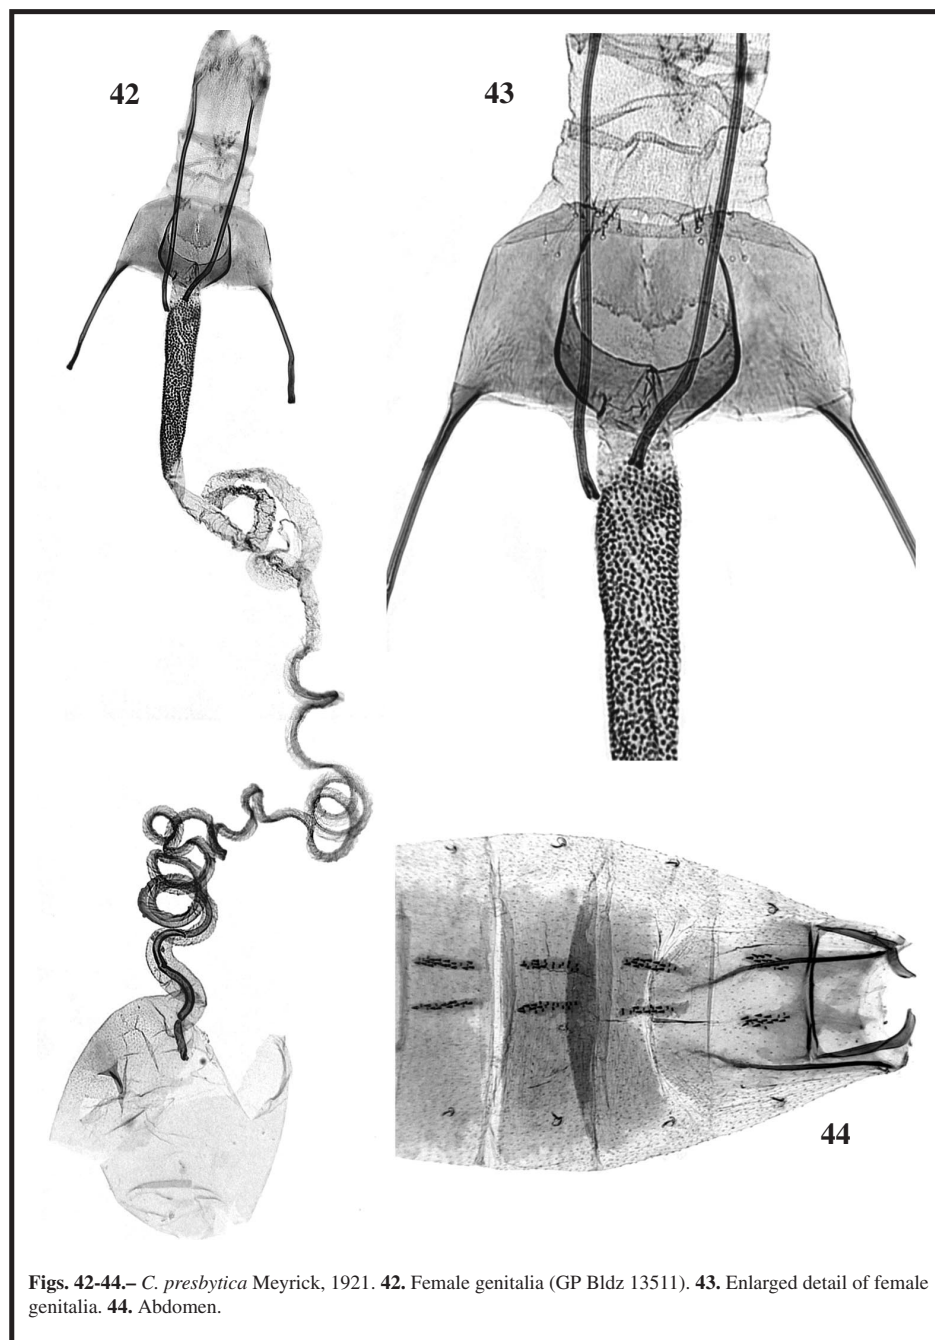 42
43
44
Figs. 42-44.– C. presbytica Meyrick, 1921. 42. Female genitalia (GP Bldz 13511). 43. Enlarged detail of female
genitalia. 44. Abdomen.